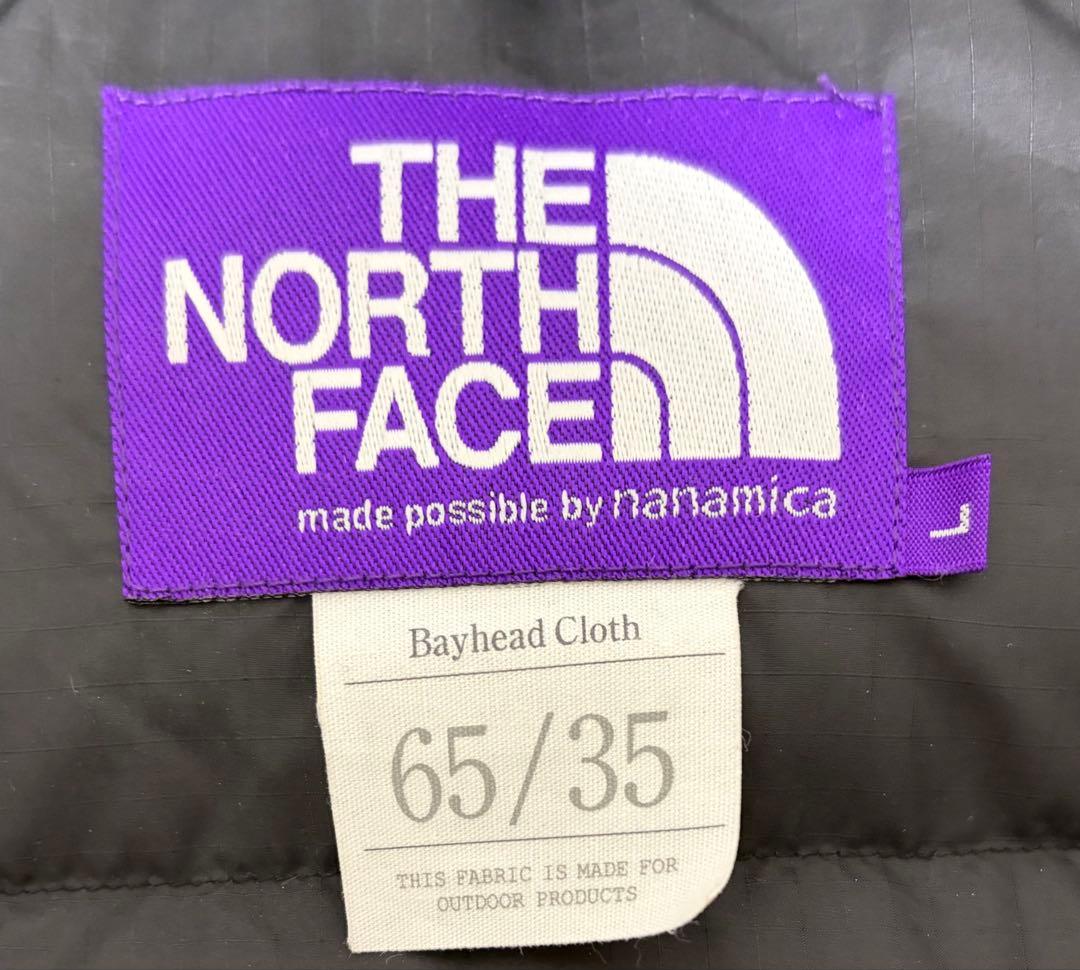 THE
NORTH
FACE
made possible by nanamica
L
Bayhead Cloth
65/35
THIS FABRIC IS MADE FOR
OUTDOOR PRODUCTS